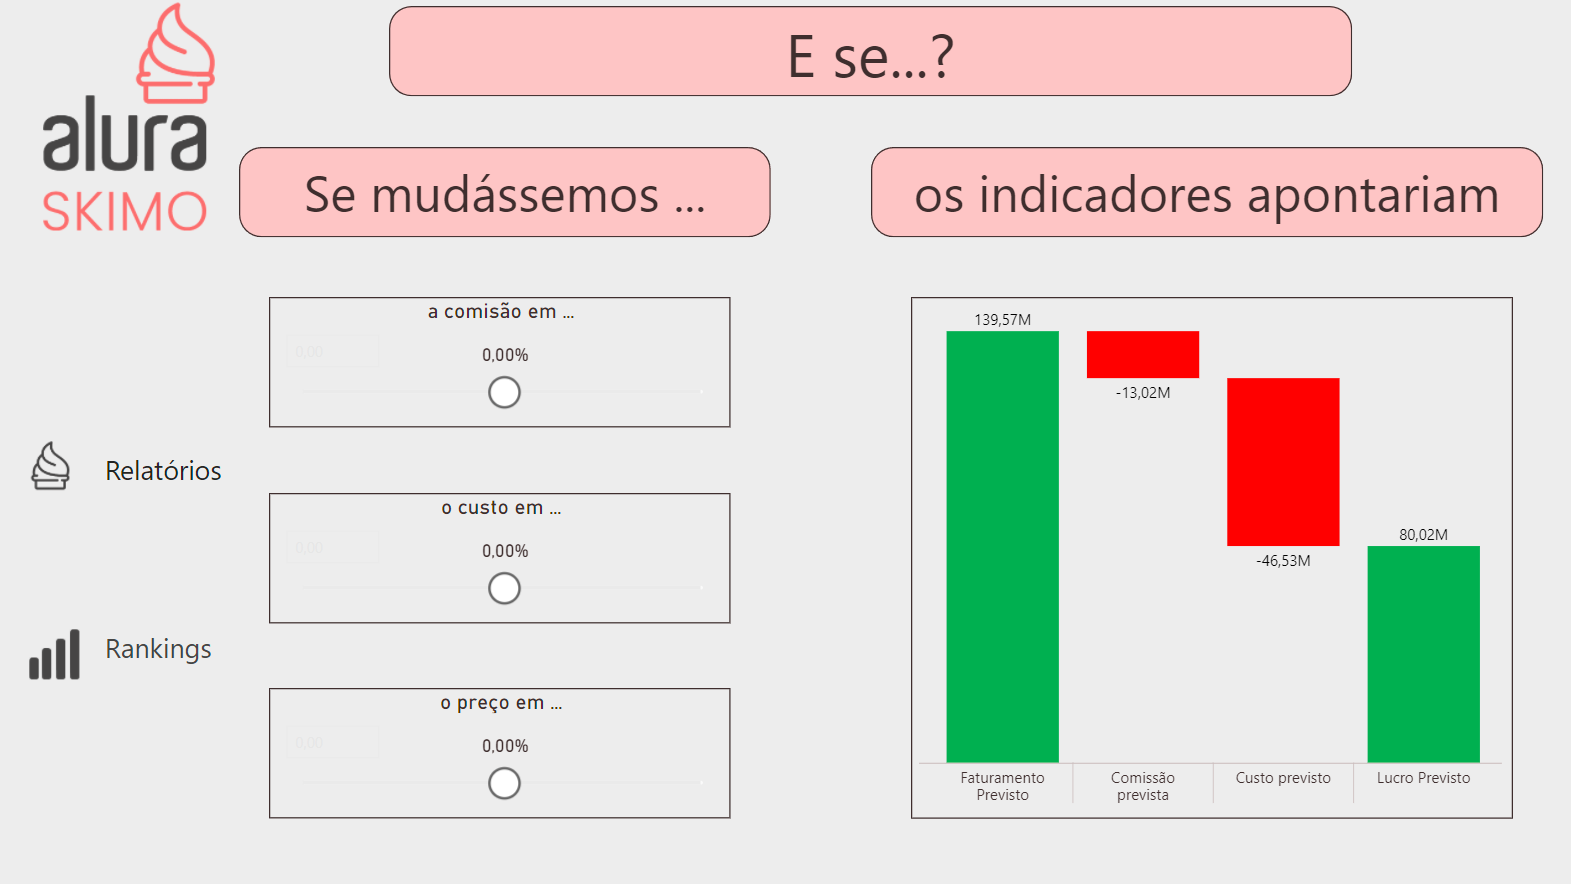 E se...?
alura
SKIMO
Se mudássemos ...
os indicadores apontariam
a comisão em ...
0,00
0,00%
Relatórios
o custo em ...
0,00
0,00%
Rankings
o preço em ...
0,00
0,00%
139,57M
-13,02M
-46,53M
80,02M
Faturamento
Previsto
Comissão
prevista
Custo previsto
Lucro Previsto